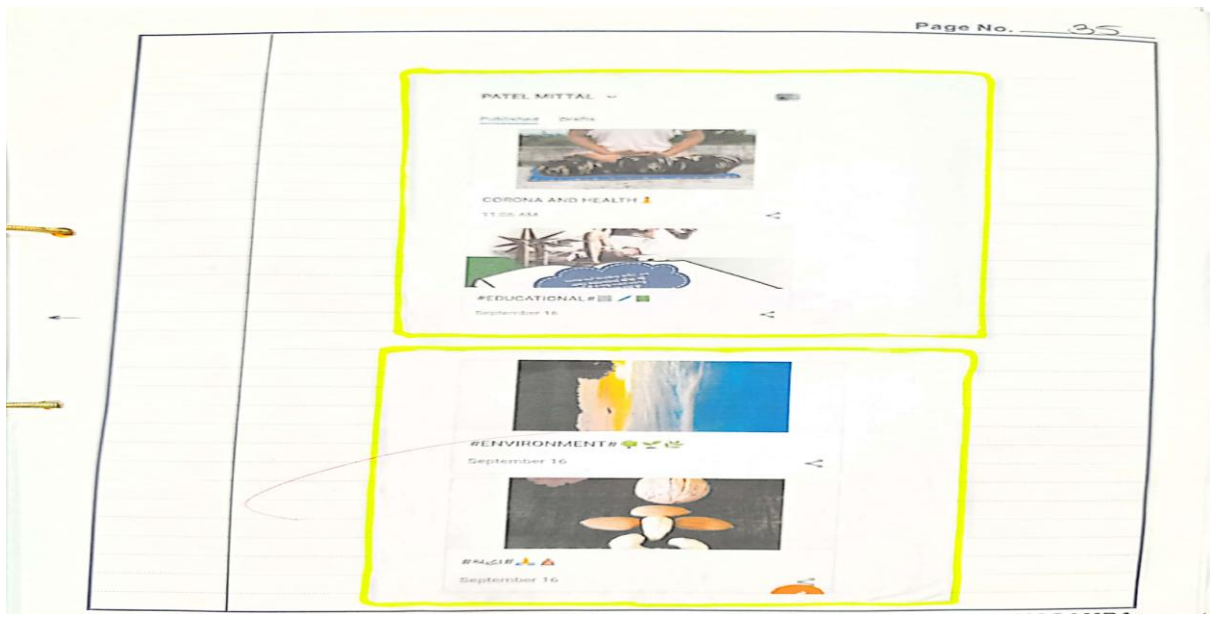 Page No. 35
PATEL MITTAL
Published Drafts
CORONA AND HEALTH
11:06 AM
#EDUCATIONAL#
September 16
#ENVIRONMENT#
September 16
September 16